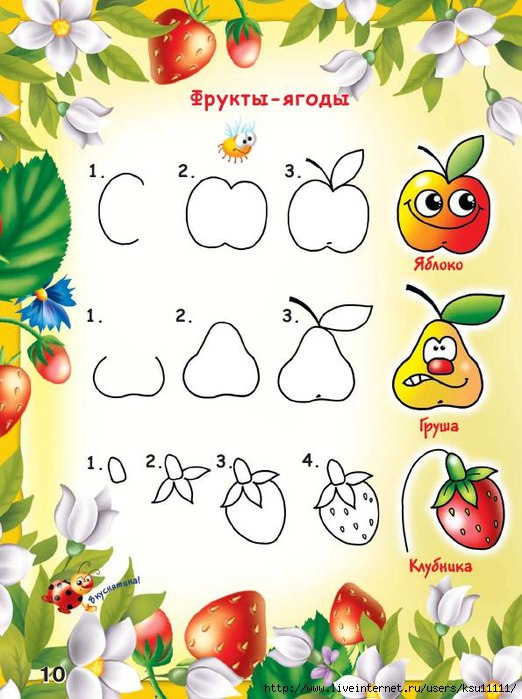 Фрукты-ягоды
1. 2. 3.
Яблоко
1. 2. 3.
Груша
1. 2. 3. 4.
Клубника
Вкуснятина!
10
http://www.liveinternet.ru/users/ksu11111/